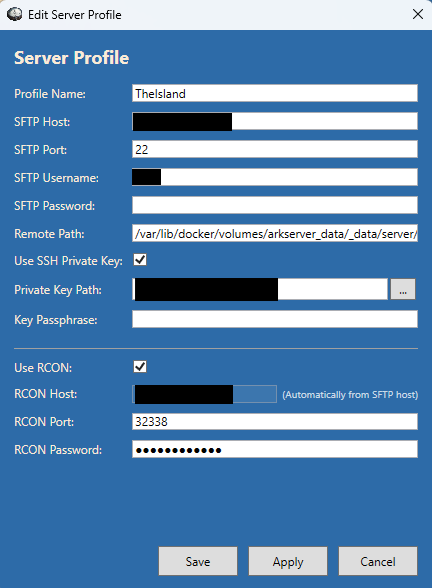 Edit Server Profile
Server Profile
Profile Name: TheIsland
SFTP Host:
SFTP Port: 22
SFTP Username:
SFTP Password:
Remote Path: /var/lib/docker/volumes/arkserver_data/_data/server/
Use SSH Private Key:
Private Key Path: ...
Key Passphrase:
Use RCON:
RCON Host: (Automatically from SFTP host)
RCON Port: 32338
RCON Password: ●●●●●●●●●●●●
Save Apply Cancel